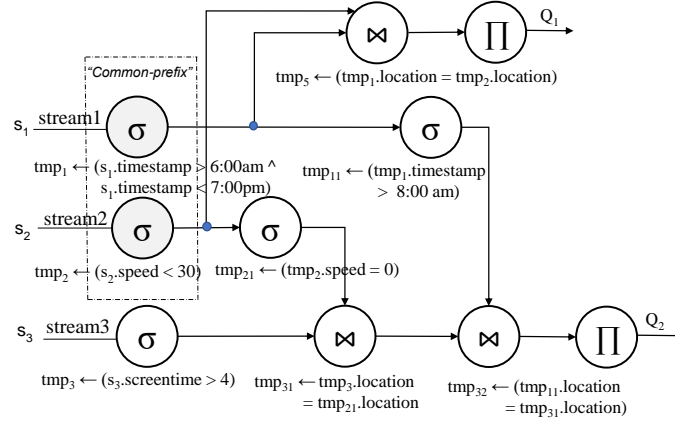 Q1
⋈
∏
"Common-prefix"
tmp5 ← (tmp1.location = tmp2.location)
s1 stream1
σ
σ
tmp1 ← (s1.timestamp > 6:00am ^
s1.timestamp < 7:00pm)
tmp11 ← (tmp1.timestamp
> 8:00 am)
s2 stream2
σ
σ
tmp2 ← (s2.speed < 30)
tmp21 ← (tmp2.speed = 0)
s3 stream3
σ
⋈
⋈
∏
Q2
tmp3 ← (s3.screentime > 4)
tmp31 ← tmp3.location
= tmp21.location
tmp32 ← (tmp11.location
= tmp31.location)